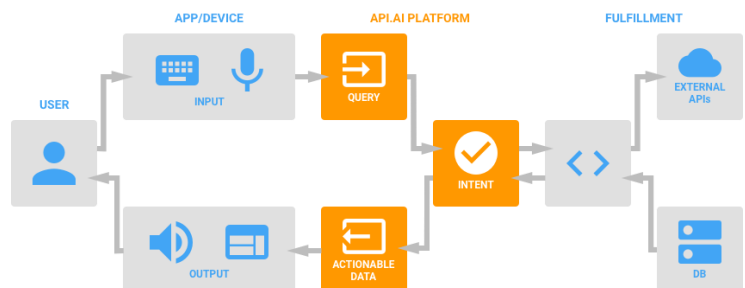 APP/DEVICE
API.AI PLATFORM
FULFILLMENT
USER
INPUT
QUERY
EXTERNAL
APIs
INTENT
OUTPUT
ACTIONABLE
DATA
DB